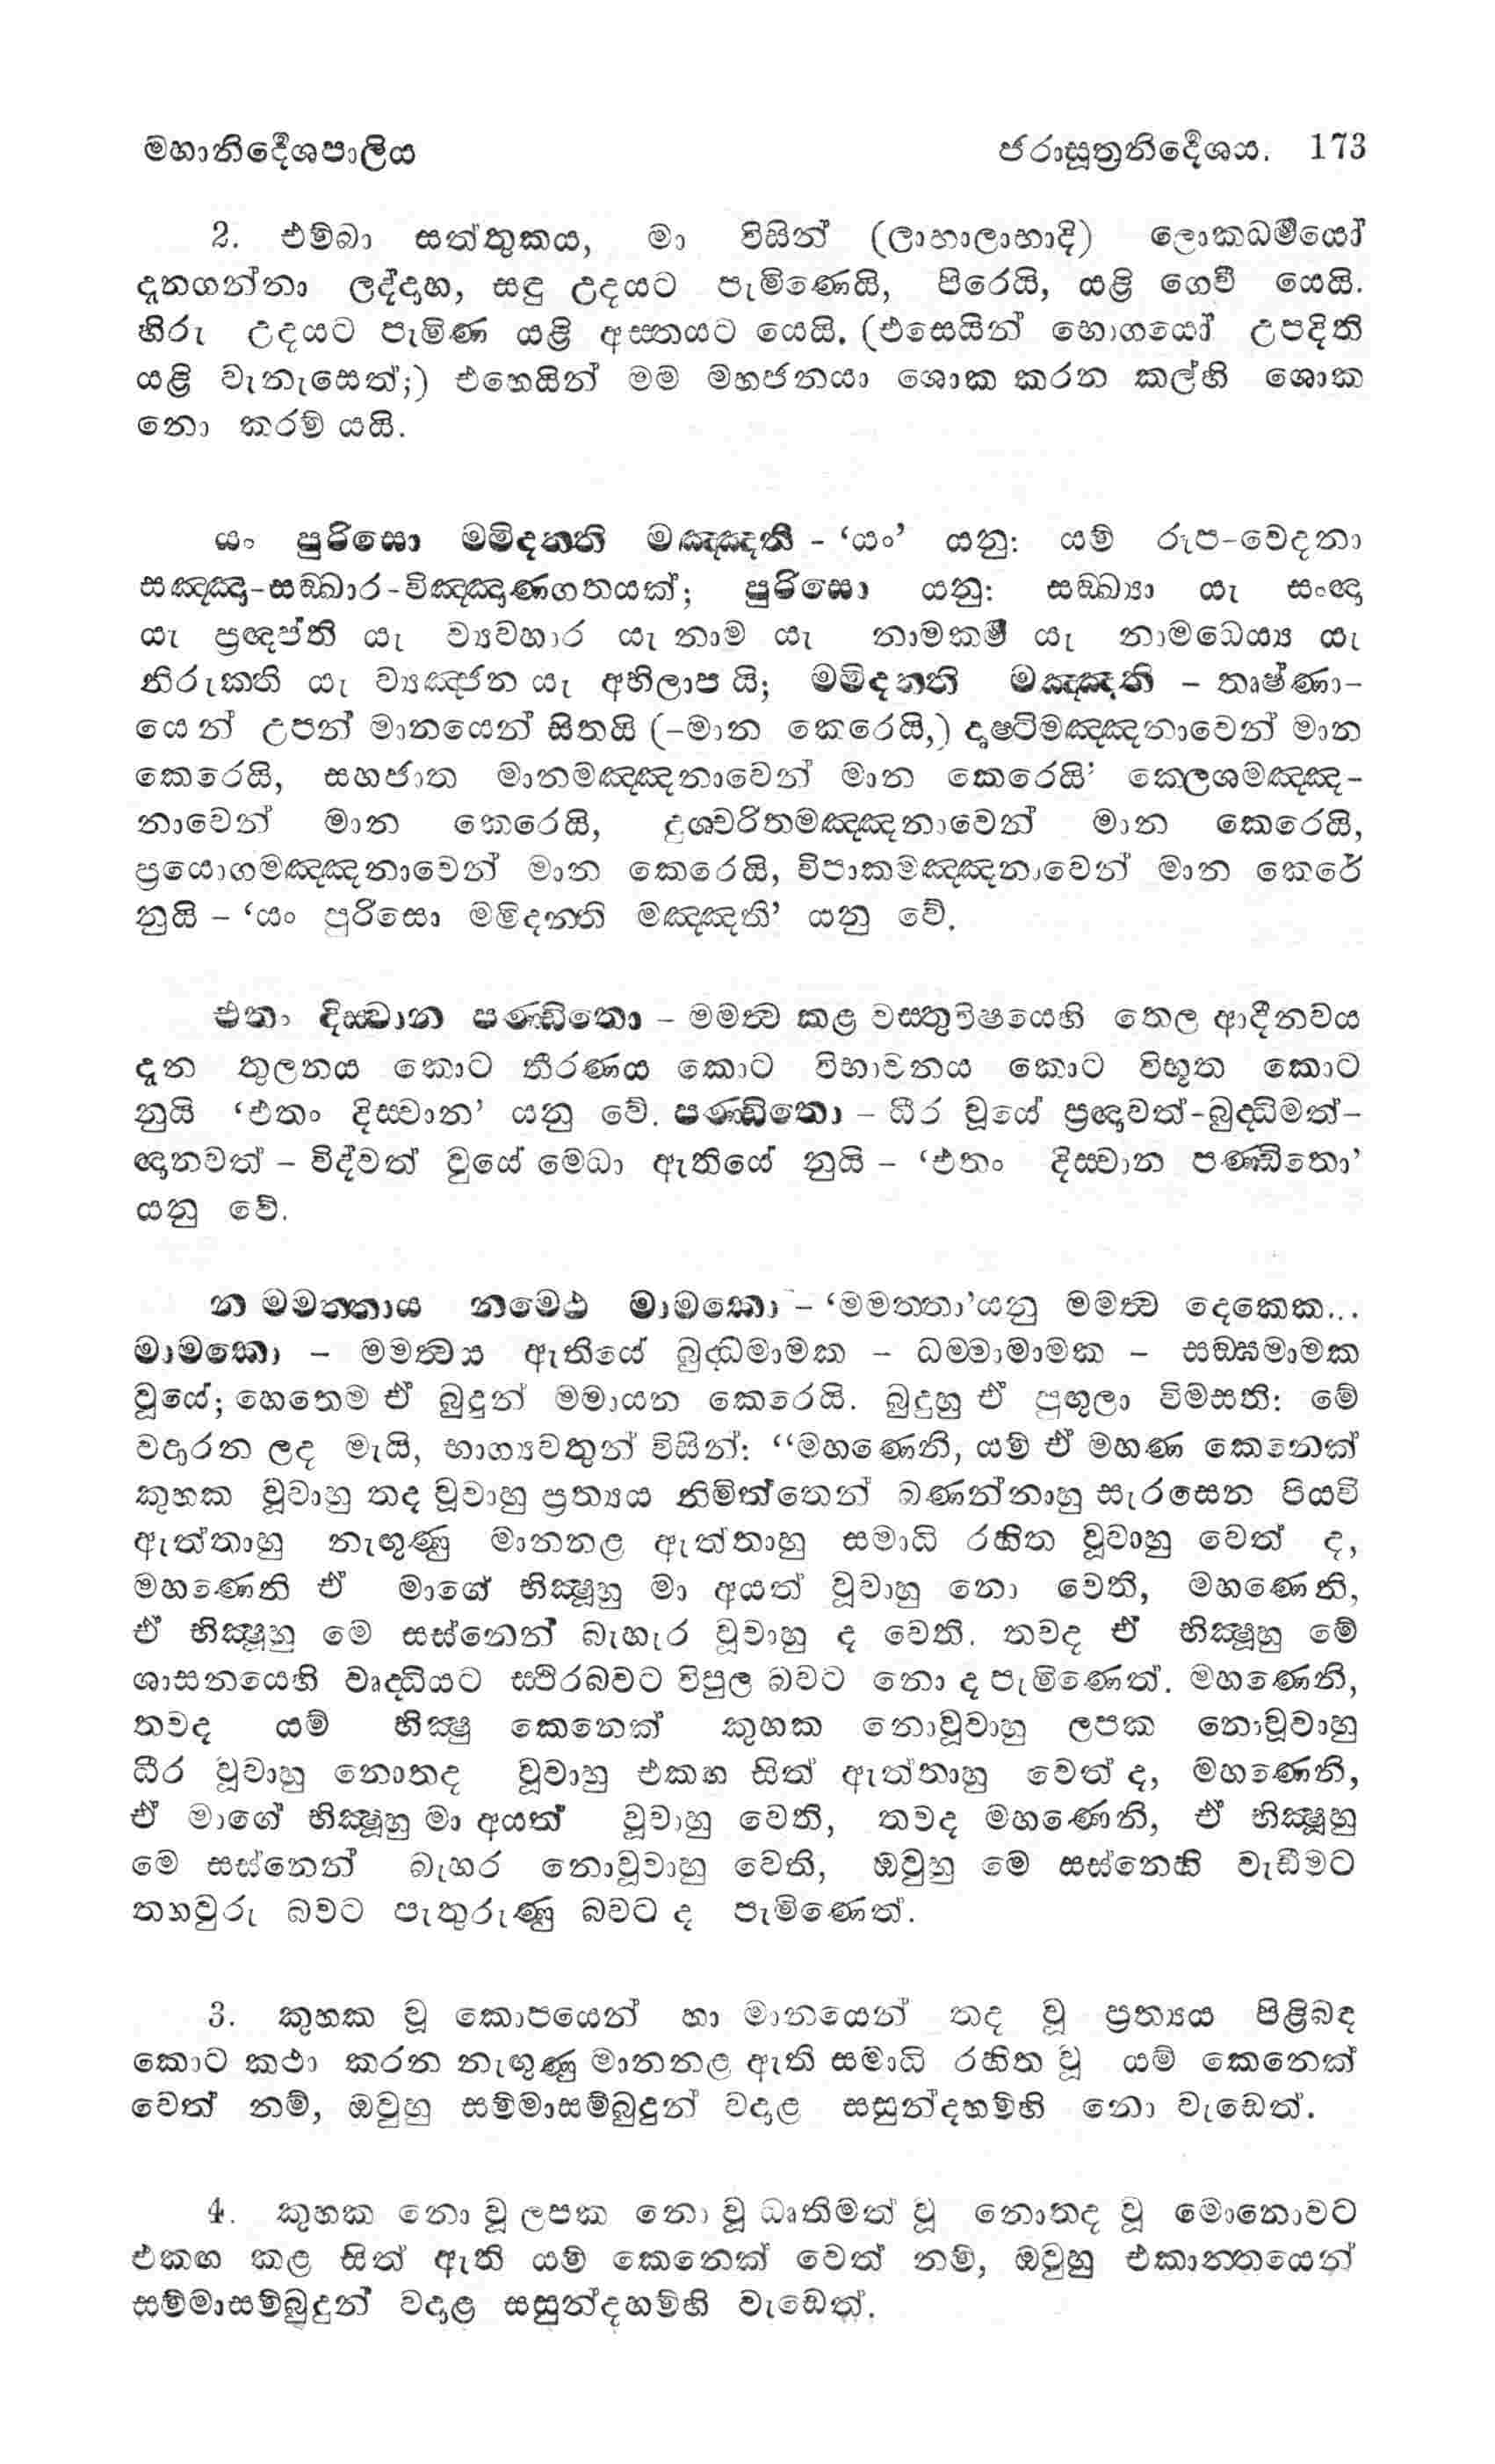 මහානිර්දේශපාලිය ජරාසූත්‍රනිර්දේශය. 173
2. එම්බා සත්තුකය, මා විසින් (ලාභාලාභාදි) ලොකධර්මයෝ
දැනගන්නා ලද්දාහ, සඳු උදයට පැමිණෙයි, පිරෙයි, යළි ගෙවී යෙයි.
හිරු උදයට පැමිණ යළි අස්තයට යෙයි. (එසෙයින් භොගයෝ උපදිති
යළි වැනැසෙත්;) එහෙයින් මම මහජනයා ශොක කරන කල්හි ශොක
නො කරම් යයි.
යං පුරිසො මමිදන්ති මඤ්ඤති - ‘යං’ යනු: යම් රූප-වෙදනා
සඤ්ඤා-සඞ්ඛාර-විඤ්ඤාණගතයක්; පුරිසො යනු: සඞ්ඛ්‍යා යැ සංඥා
යැ ප්‍රඥප්ති යැ ව්‍යවහාර යැ නාම යැ නාමකර්ම යැ නාමධෙය්‍ය යැ
නිරුක්ති යැ ව්‍යඤ්ජන යැ අභිලාප යි; මමිදන්ති මඤ්ඤති – තෘෂ්ණා-
යෙන් උපන් මානයෙන් සිතයි (-මාන කෙරෙයි,) දෘෂ්ටිමඤ්ඤනාවෙන් මාන
කෙරෙයි, සහජාත මානමඤ්ඤනාවෙන් මාන කෙරෙයි’ ක්ලෙශමඤ්ඤ-
නාවෙන් මාන කෙරෙයි, දුශ්චරිතමඤ්ඤනාවෙන් මාන කෙරෙයි,
ප්‍රයොගමඤ්ඤනාවෙන් මාන කෙරෙයි, විපාකමඤ්ඤනාවෙන් මාන කෙරේ
නුයි – ‘යං පුරිසො මමිදන්ති මඤ්ඤති’ යනු වේ.
එතං දිස්වාන පණ්ඩිතො – මමත්‍ව කළ වස්තුවිෂයෙහි තෙල ආදීනවය
දැන තුලනය කොට තීරණය කොට විභාවනය කොට විභූත කොට
නුයි ‘එතං දිස්වාන’ යනු වේ. පණ්ඩිතො – ධීර වූයේ ප්‍රඥාවත්-බුද්ධිමත්-
ඥානවත් – විද්වත් වූයේ මෙධා ඇතියේ නුයි – ‘එතං දිස්වාන පණ්ඩිතො’
යනු වේ.
න මමත්තාය නමෙථ මාමකො – ‘මමත්තා’යනු මමත්‍ව දෙකෙක...
මාමකො – මමත්‍වය ඇතියේ බුද්ධමාමක – ධම්මාමාමක – සඞ්ඝමාමක
වූයේ; හෙතෙම ඒ බුදුන් මමායන කෙරෙයි. බුදුහු ඒ පුඟුලා විමසති: මේ
වදාරන ලද මැයි, භාග්‍යවතුන් විසින්: “මහණෙනි, යම් ඒ මහණ කෙනෙක්
කුහක වූවාහු තද වූවාහු ප්‍රත්‍යය නිමිත්තෙන් බණන්නාහු සැරසෙන පියවි
ඇත්තාහු නැඟුණු මානනළ ඇත්තාහු සමාධි රහිත වූවාහු වෙත් ද,
මහණෙනි ඒ මාගේ භික්‍ෂූහු මා අයත් වූවාහු නො වෙති, මහණෙනි,
ඒ භික්‍ෂූහු මෙ සස්නෙන් බැහැර වූවාහු ද වෙති. තවද ඒ භික්‍ෂූහු මේ
ශාසනයෙහි වෘද්ධියට ස්ථිරබවට විපුල බවට නො ද පැමිණෙත්. මහණෙනි,
තවද යම් භික්‍ෂු කෙනෙක් කුහක නොවූවාහු ලපක නොවූවාහු
ධීර වූවාහු නොතද වූවාහු එකඟ සිත් ඇත්තාහු වෙත් ද, මහණෙනි,
ඒ මාගේ භික්‍ෂූහු මා අයත් වූවාහු වෙති, තවද මහණෙනි, ඒ භික්‍ෂූහු
මෙ සස්නෙන් බැහර නොවූවාහු වෙති, ඔවුහු මෙ සස්නෙහි වැඩීමට
තහවුරු බවට පැතුරුණු බවට ද පැමිණෙත්.
3. කුහක වූ කොපයෙන් හා මානයෙන් තද වූ ප්‍රත්‍යය පිළිබඳ
කොට කථා කරන නැඟුණු මානනළ ඇති සමාධි රහිත වූ යම් කෙනෙක්
වෙත් නම්, ඔවුහු සම්මාසම්බුදුන් වදාළ සසුන්දහම්හි නො වැඩෙත්.
4. කුහක නො වූ ලපක නො වූ ධෘතිමත් වූ නොතද වූ මොනොවට
එකඟ කළ සිත් ඇති යම් කෙනෙක් වෙත් නම්, ඔවුහු එකාන්තයෙන්
සම්මාසම්බුදුන් වදාළ සසුන්දහම්හි වැඩෙත්.